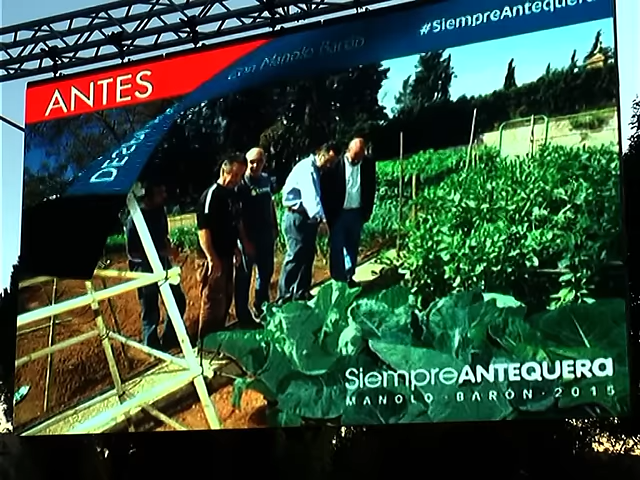 #SiempreAntequera
ANTES
con Manolo Barón
SiempreANTEQUERA
MANOLO · BARÓN · 2015